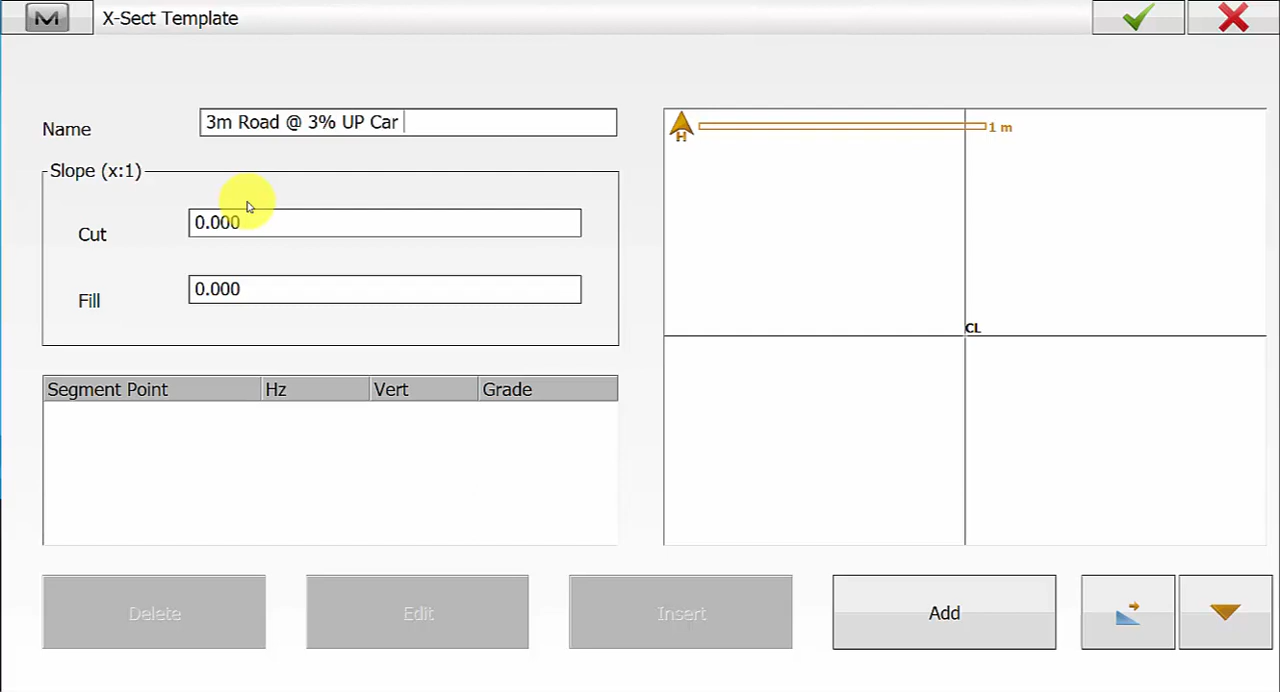 M X-Sect Template
Name 3m Road @ 3% UP Car
Slope (x:1)
Cut 0.000
Fill 0.000
Segment Point Hz Vert Grade
H 1 m
CL
Delete Edit Insert Add